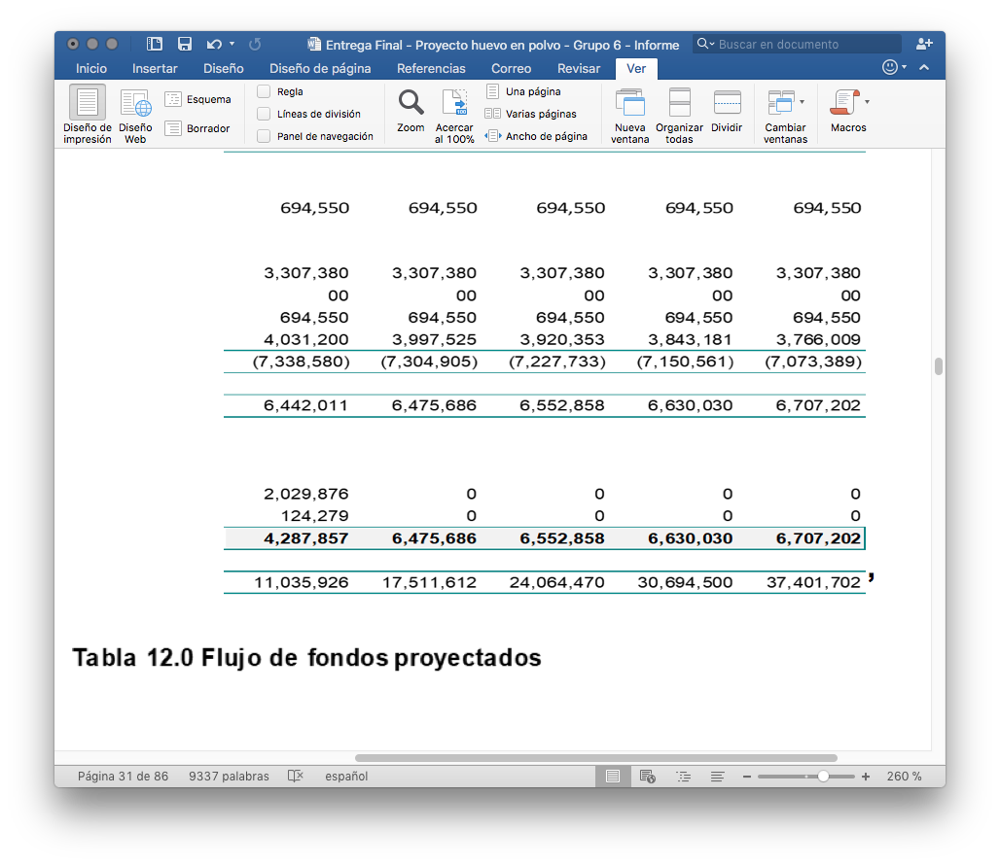 Entrega Final - Proyecto huevo en polvo - Grupo 6 - Informe
Buscar en documento
Inicio Insertar Diseño Diseño de página Referencias Correo Revisar Ver
Diseño de impresión
Diseño Web
Esquema
Borrador
Regla
Líneas de división
Panel de navegación
Zoom
Acercar al 100%
Una página
Varias páginas
Ancho de página
Nueva ventana
Organizar todas
Dividir
Cambiar ventanas
Macros
694,550 694,550 694,550 694,550 694,550
3,307,380 3,307,380 3,307,380 3,307,380 3,307,380
00 00 00 00 00
694,550 694,550 694,550 694,550 694,550
4,031,200 3,997,525 3,920,353 3,843,181 3,766,009
(7,338,580) (7,304,905) (7,227,733) (7,150,561) (7,073,389)
6,442,011 6,475,686 6,552,858 6,630,030 6,707,202
2,029,876 0 0 0 0
124,279 0 0 0 0
4,287,857 6,475,686 6,552,858 6,630,030 6,707,202
11,035,926 17,511,612 24,064,470 30,694,500 37,401,702 ,
Tabla 12.0 Flujo de fondos proyectados
Página 31 de 86 9337 palabras español 260 %